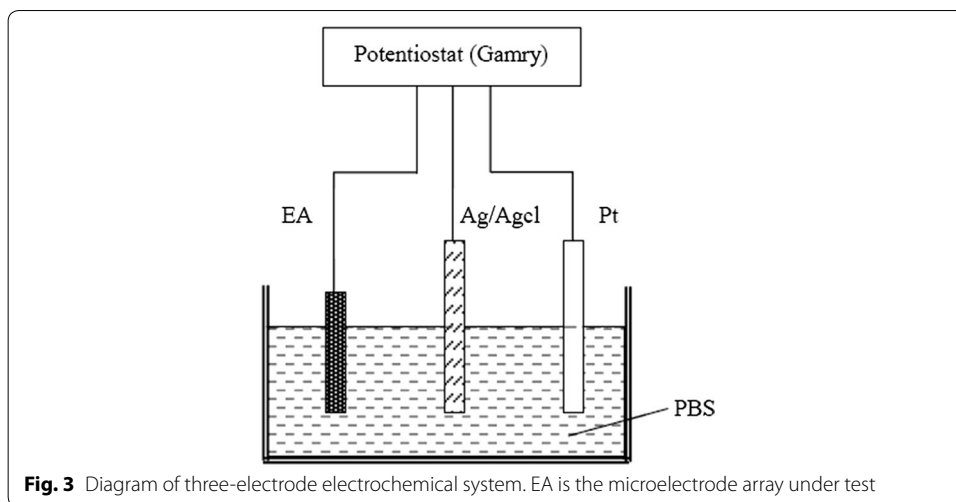 Potentiostat (Gamry)
EA
Ag/Agcl
Pt
PBS
Fig. 3 Diagram of three-electrode electrochemical system. EA is the microelectrode array under test